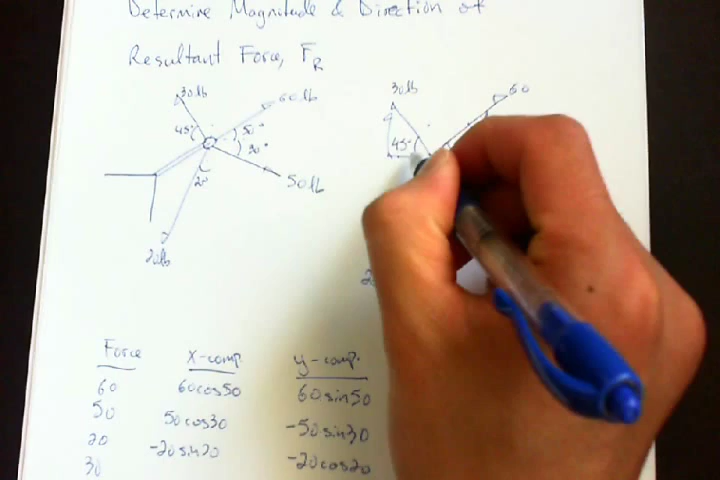 Determine Magnitude & Direction of
Resultant Force, FR
30lb
60lb
45°
50°
30°
20
50lb
20lb
30lb
60
45°
Force
x-comp.
y-comp.
60
60cos50
60sin50
50
50cos30
-50sin30
20
-20sin20
-20cos20
30